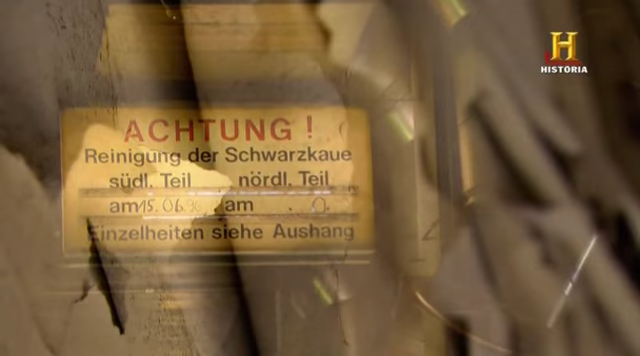 H
HISTORIA
ACHTUNG !
Reinigung der Schwarzkaue
südl. Teil nördl. Teil
am 15.06. am
Einzelheiten siehe Aushang